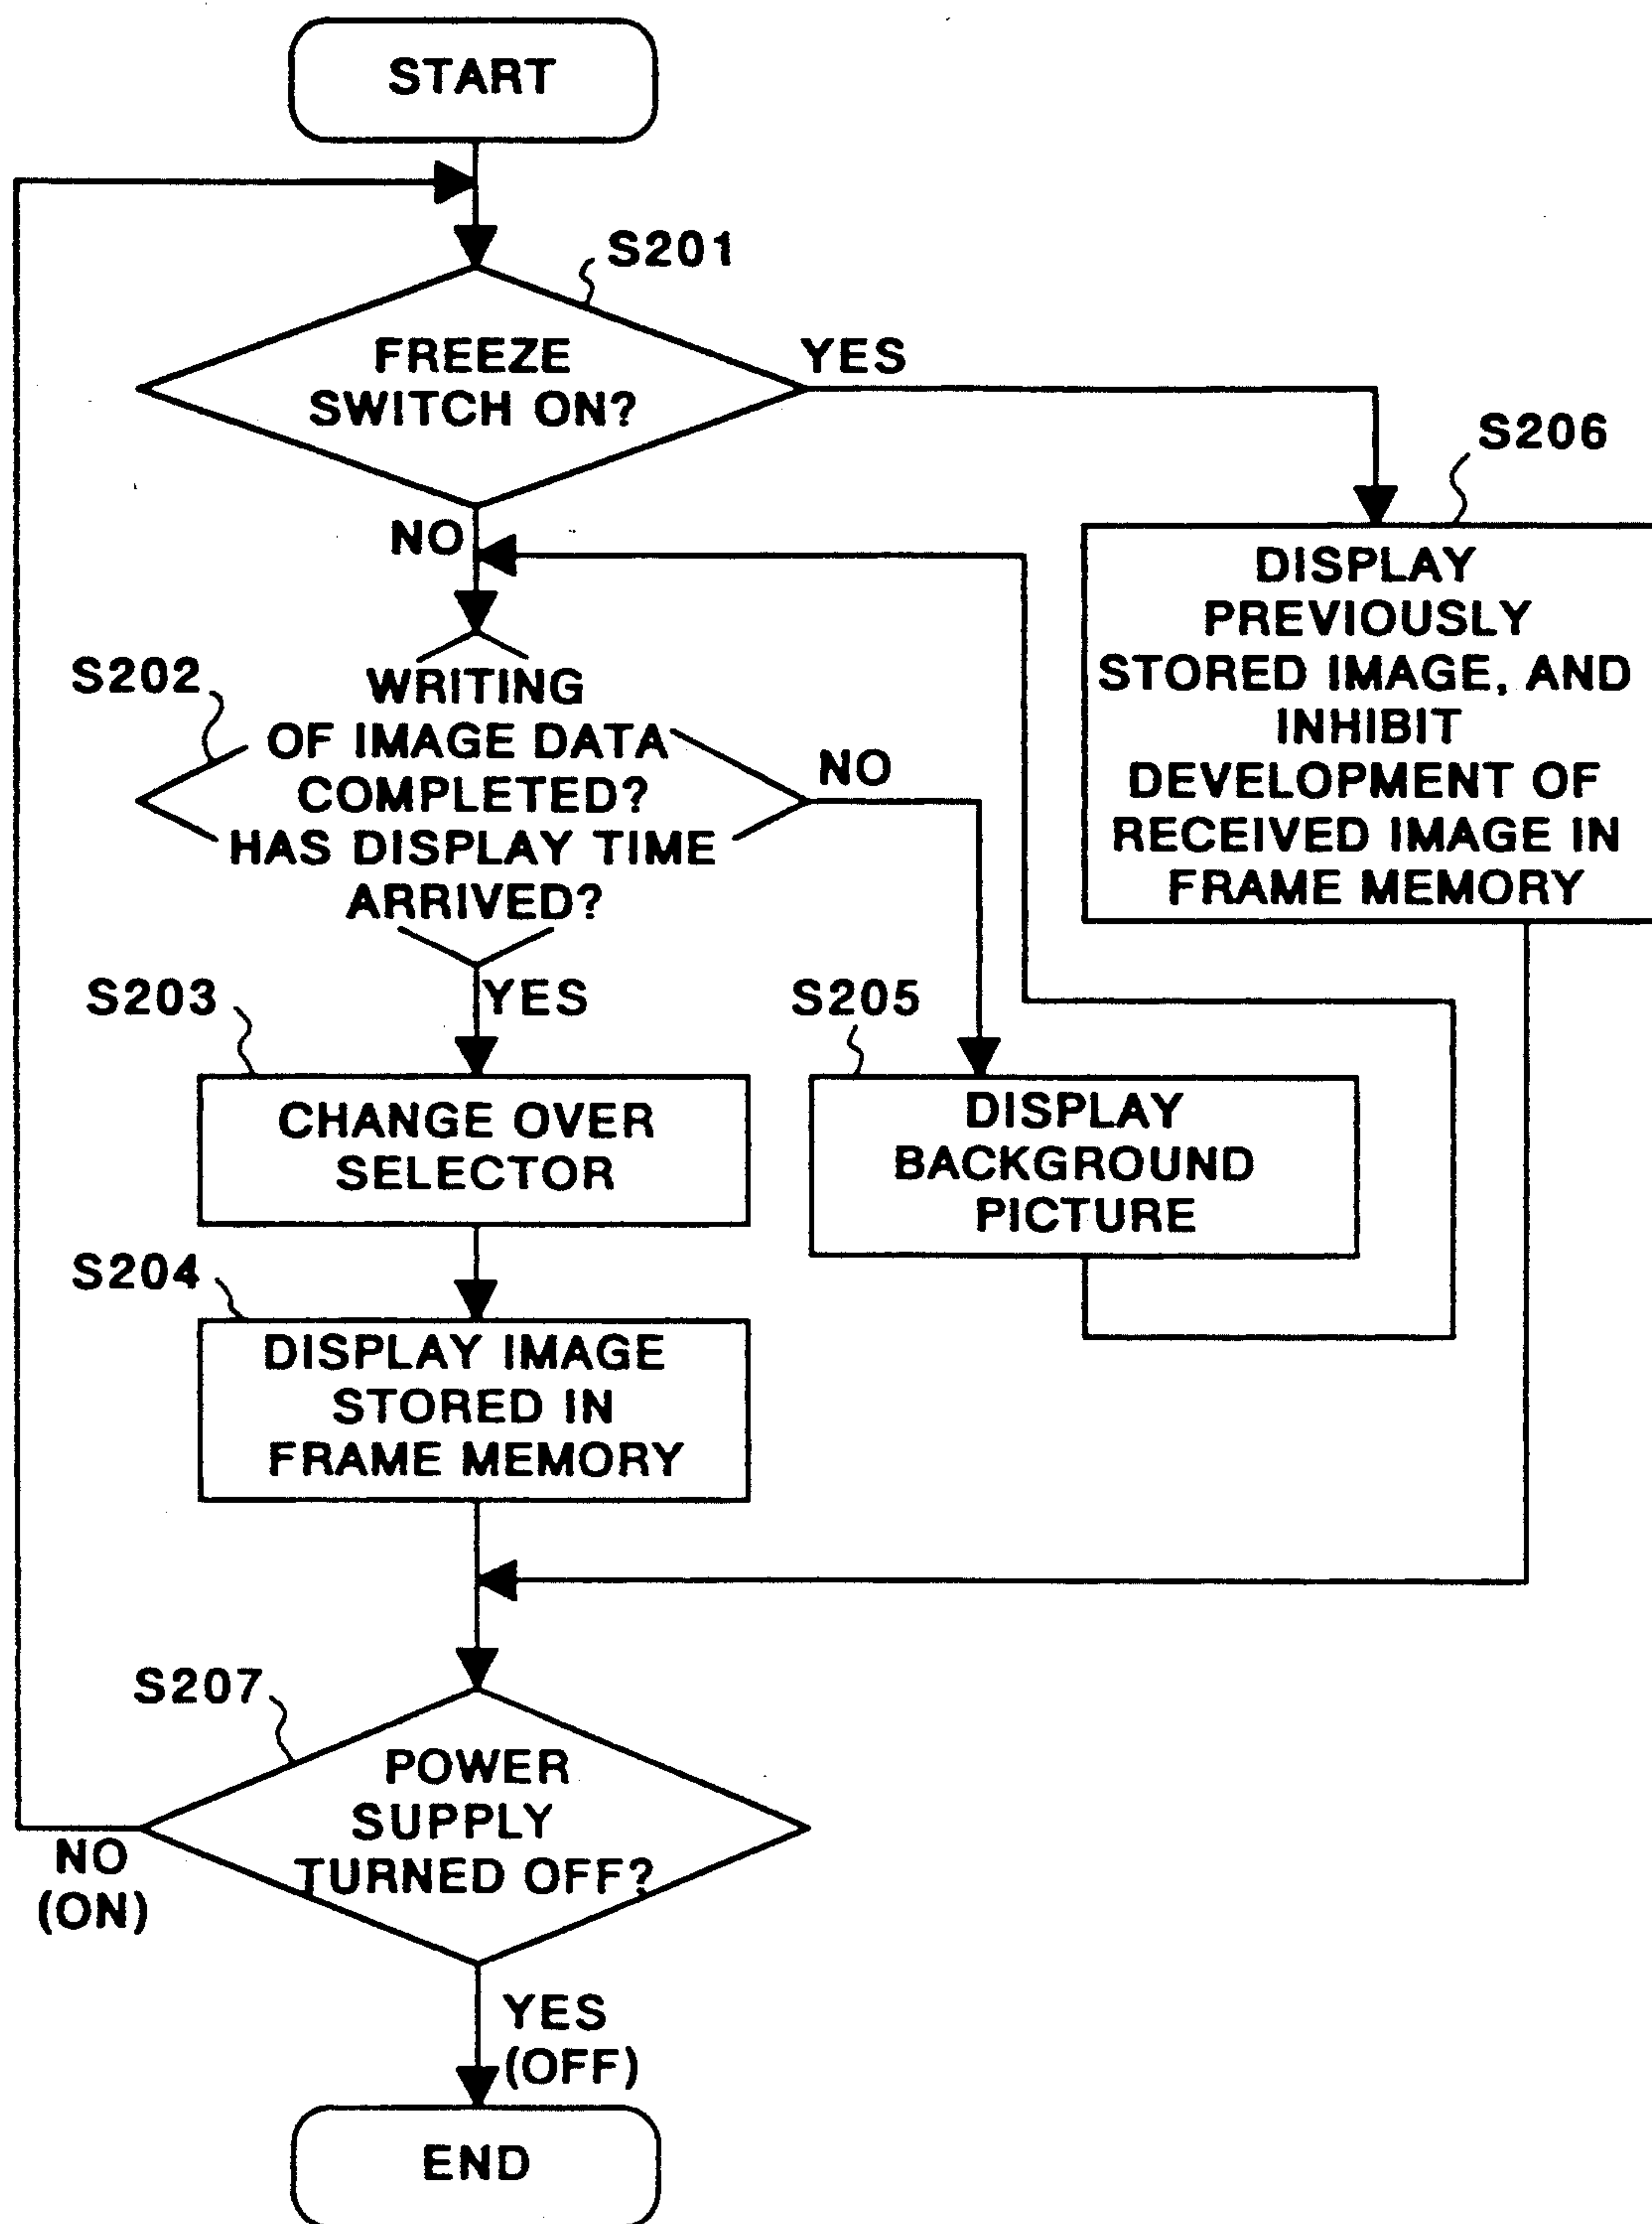 START
S201
FREEZE
SWITCH ON?
YES
S206
NO
DISPLAY
PREVIOUSLY
STORED IMAGE, AND
INHIBIT
DEVELOPMENT OF
RECEIVED IMAGE IN
FRAME MEMORY
S202
WRITING
OF IMAGE DATA
COMPLETED?
HAS DISPLAY TIME
ARRIVED?
NO
YES
S203
CHANGE OVER
SELECTOR
S205
DISPLAY
BACKGROUND
PICTURE
S204
DISPLAY IMAGE
STORED IN
FRAME MEMORY
S207
POWER
SUPPLY
TURNED OFF?
NO
(ON)
YES
(OFF)
END